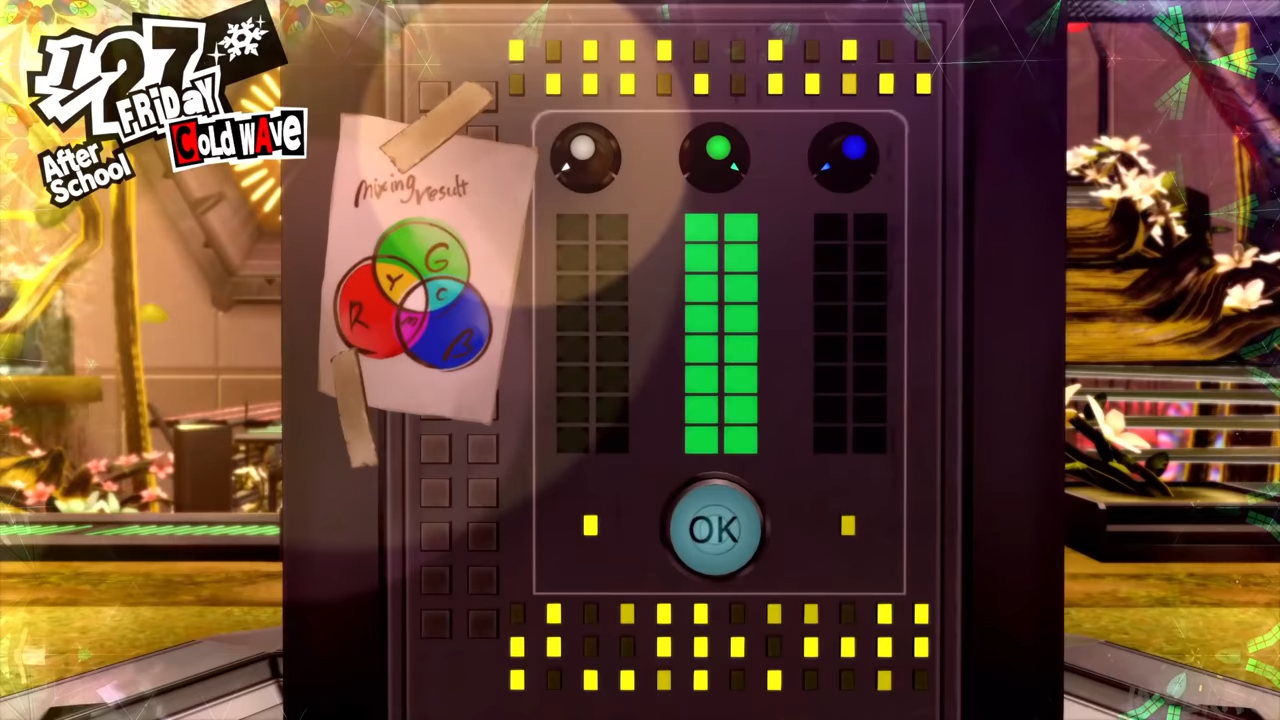 1/27
FRiDaY
COLd WAve
After
School
mixing result
G
Y
C
R
M
B
OK